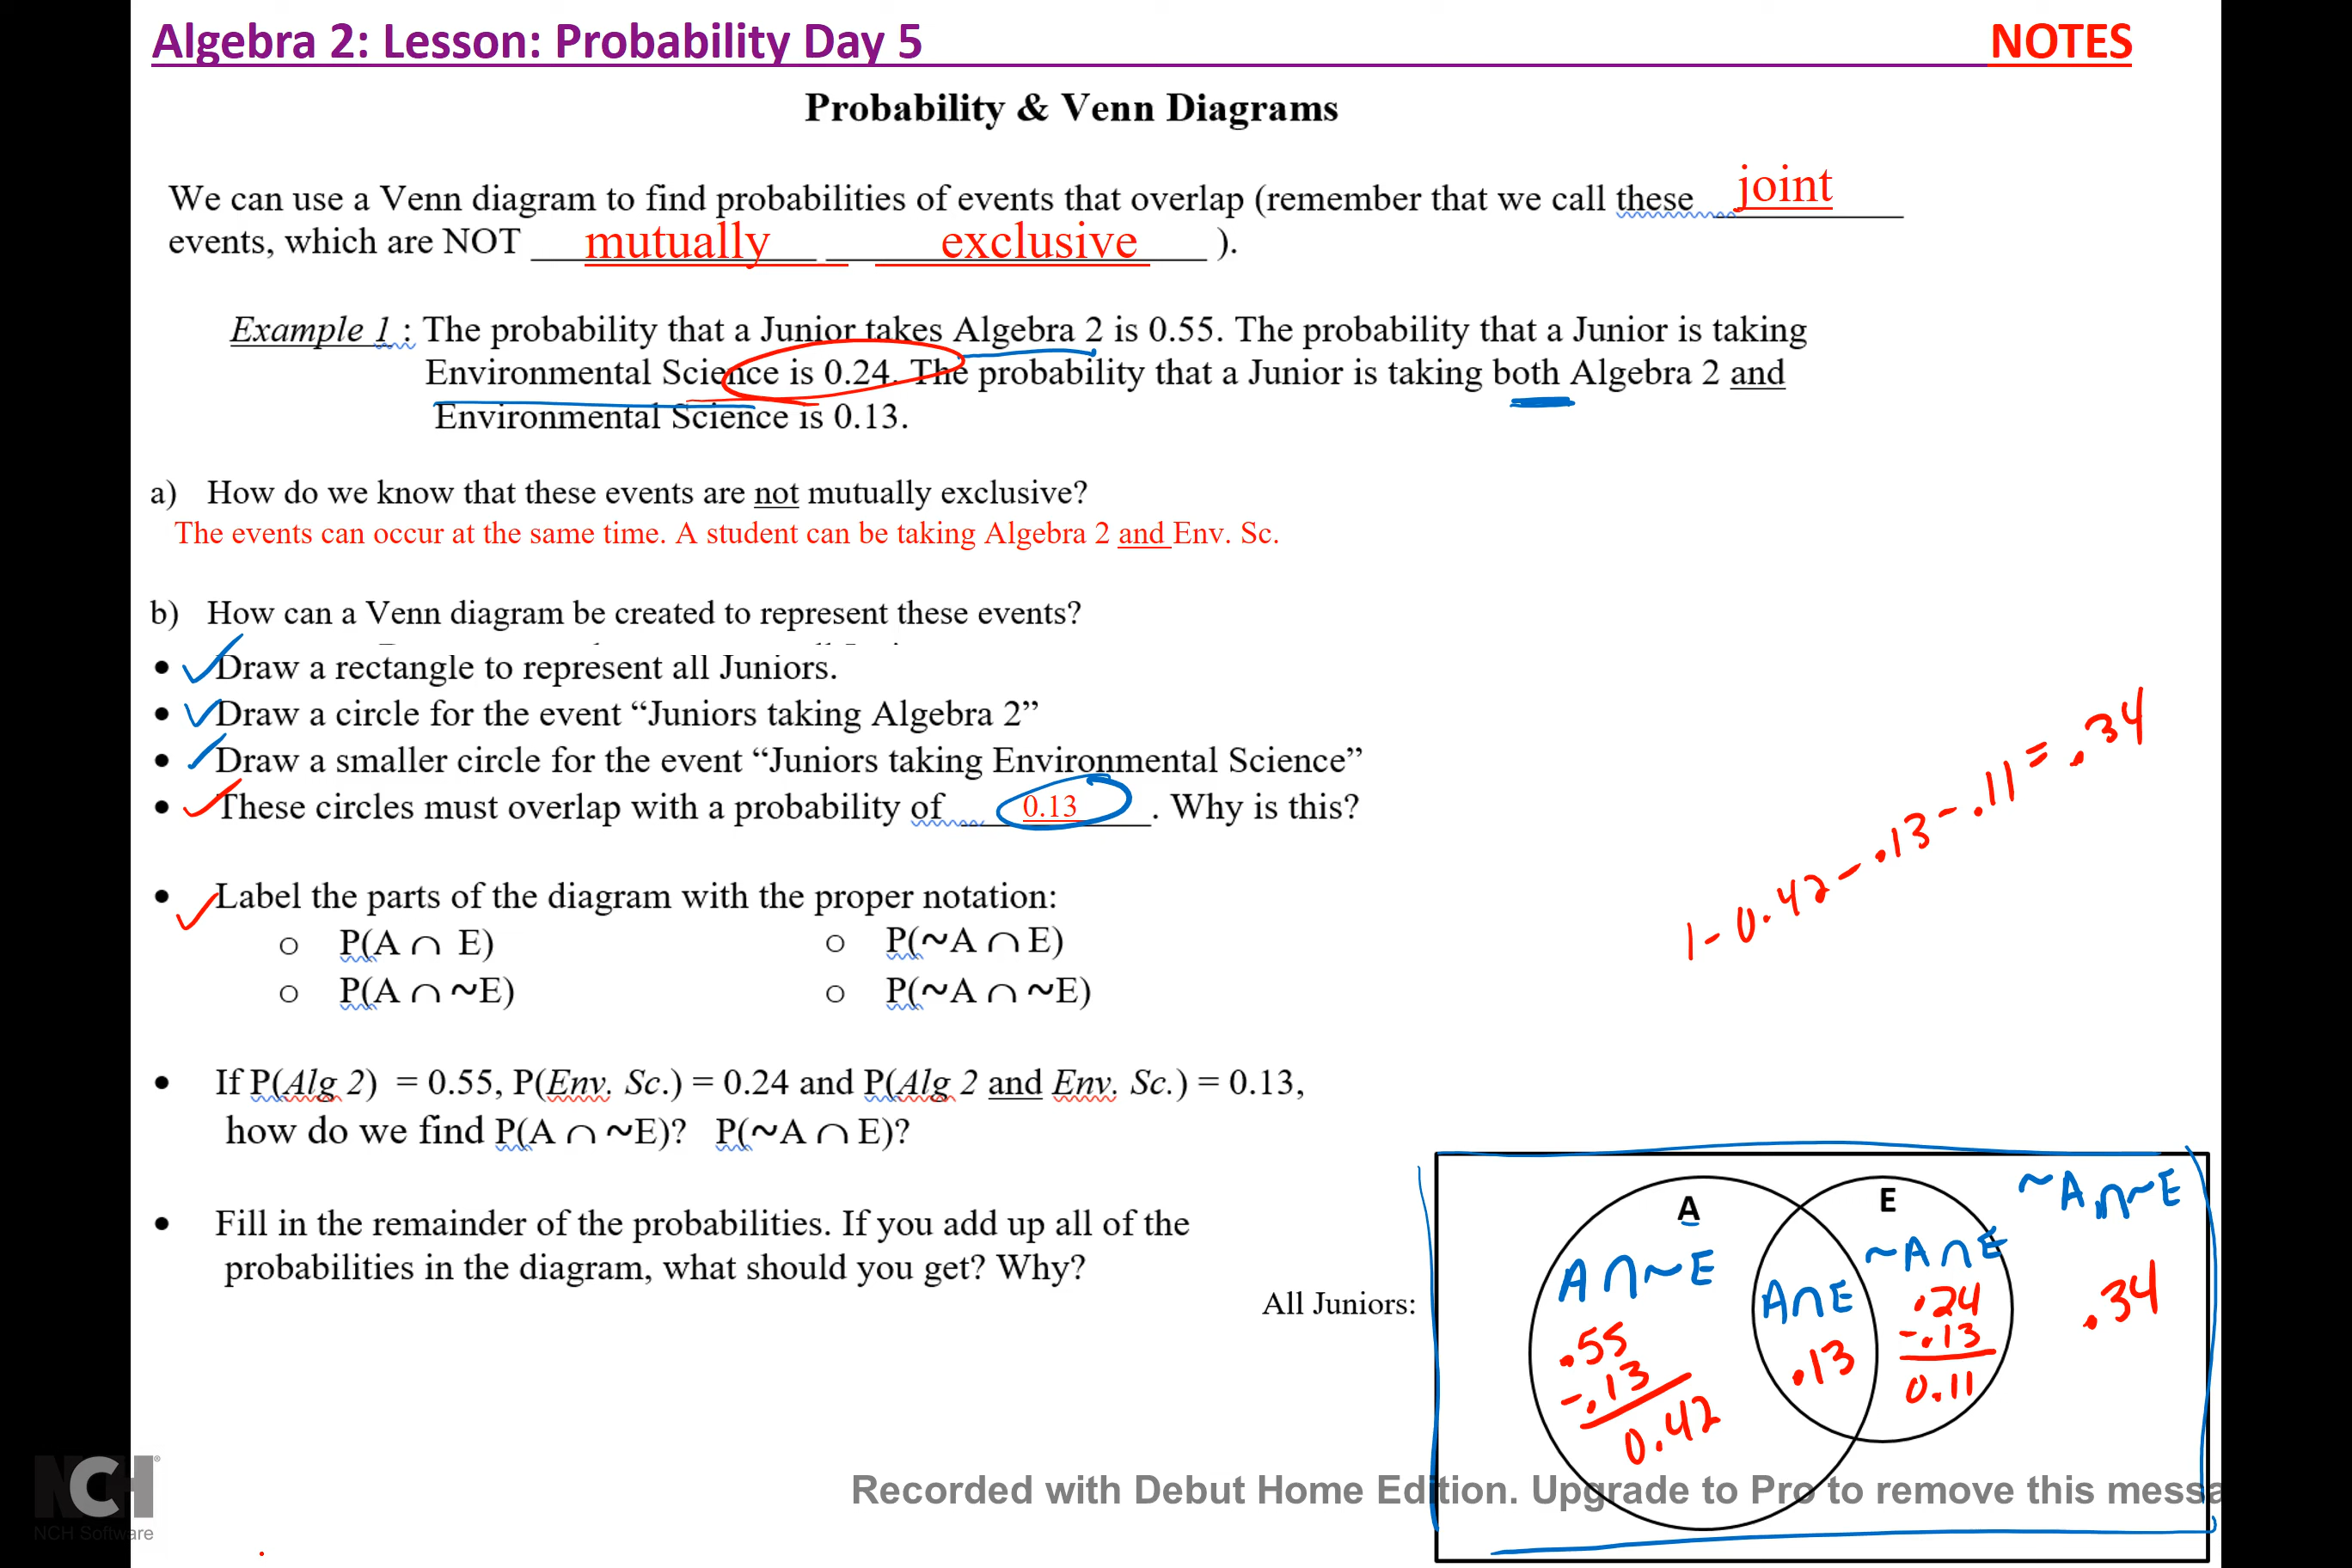 Algebra 2: Lesson: Probability Day 5 NOTES
Probability & Venn Diagrams
We can use a Venn diagram to find probabilities of events that overlap (remember that we call these joint
events, which are NOT mutually exclusive ).
Example 1 : The probability that a Junior takes Algebra 2 is 0.55. The probability that a Junior is taking
Environmental Science is 0.24. The probability that a Junior is taking both Algebra 2 and
Environmental Science is 0.13.
a) How do we know that these events are not mutually exclusive?
The events can occur at the same time. A student can be taking Algebra 2 and Env. Sc.
b) How can a Venn diagram be created to represent these events?
• Draw a rectangle to represent all Juniors.
• Draw a circle for the event “Juniors taking Algebra 2”
• Draw a smaller circle for the event “Juniors taking Environmental Science”
• These circles must overlap with a probability of 0.13. Why is this?
1 - 0.42 - .13 - .11 = .34
• Label the parts of the diagram with the proper notation:
○ P(A ∩ E) ○ P(~A ∩ E)
○ P(A ∩ ~E) ○ P(~A ∩ ~E)
• If P(Alg 2) = 0.55, P(Env. Sc.) = 0.24 and P(Alg 2 and Env. Sc.) = 0.13,
how do we find P(A ∩ ~E)? P(~A ∩ E)?
• Fill in the remainder of the probabilities. If you add up all of the
probabilities in the diagram, what should you get? Why?
All Juniors:
A
E
~A ∩ ~E
A ∩ ~E
A ∩ E
~A ∩ E
.55
- .13
0.42
.13
.24
- .13
0.11
.34
NCH®
NCH Software
Recorded with Debut Home Edition. Upgrade to Pro to remove this messa